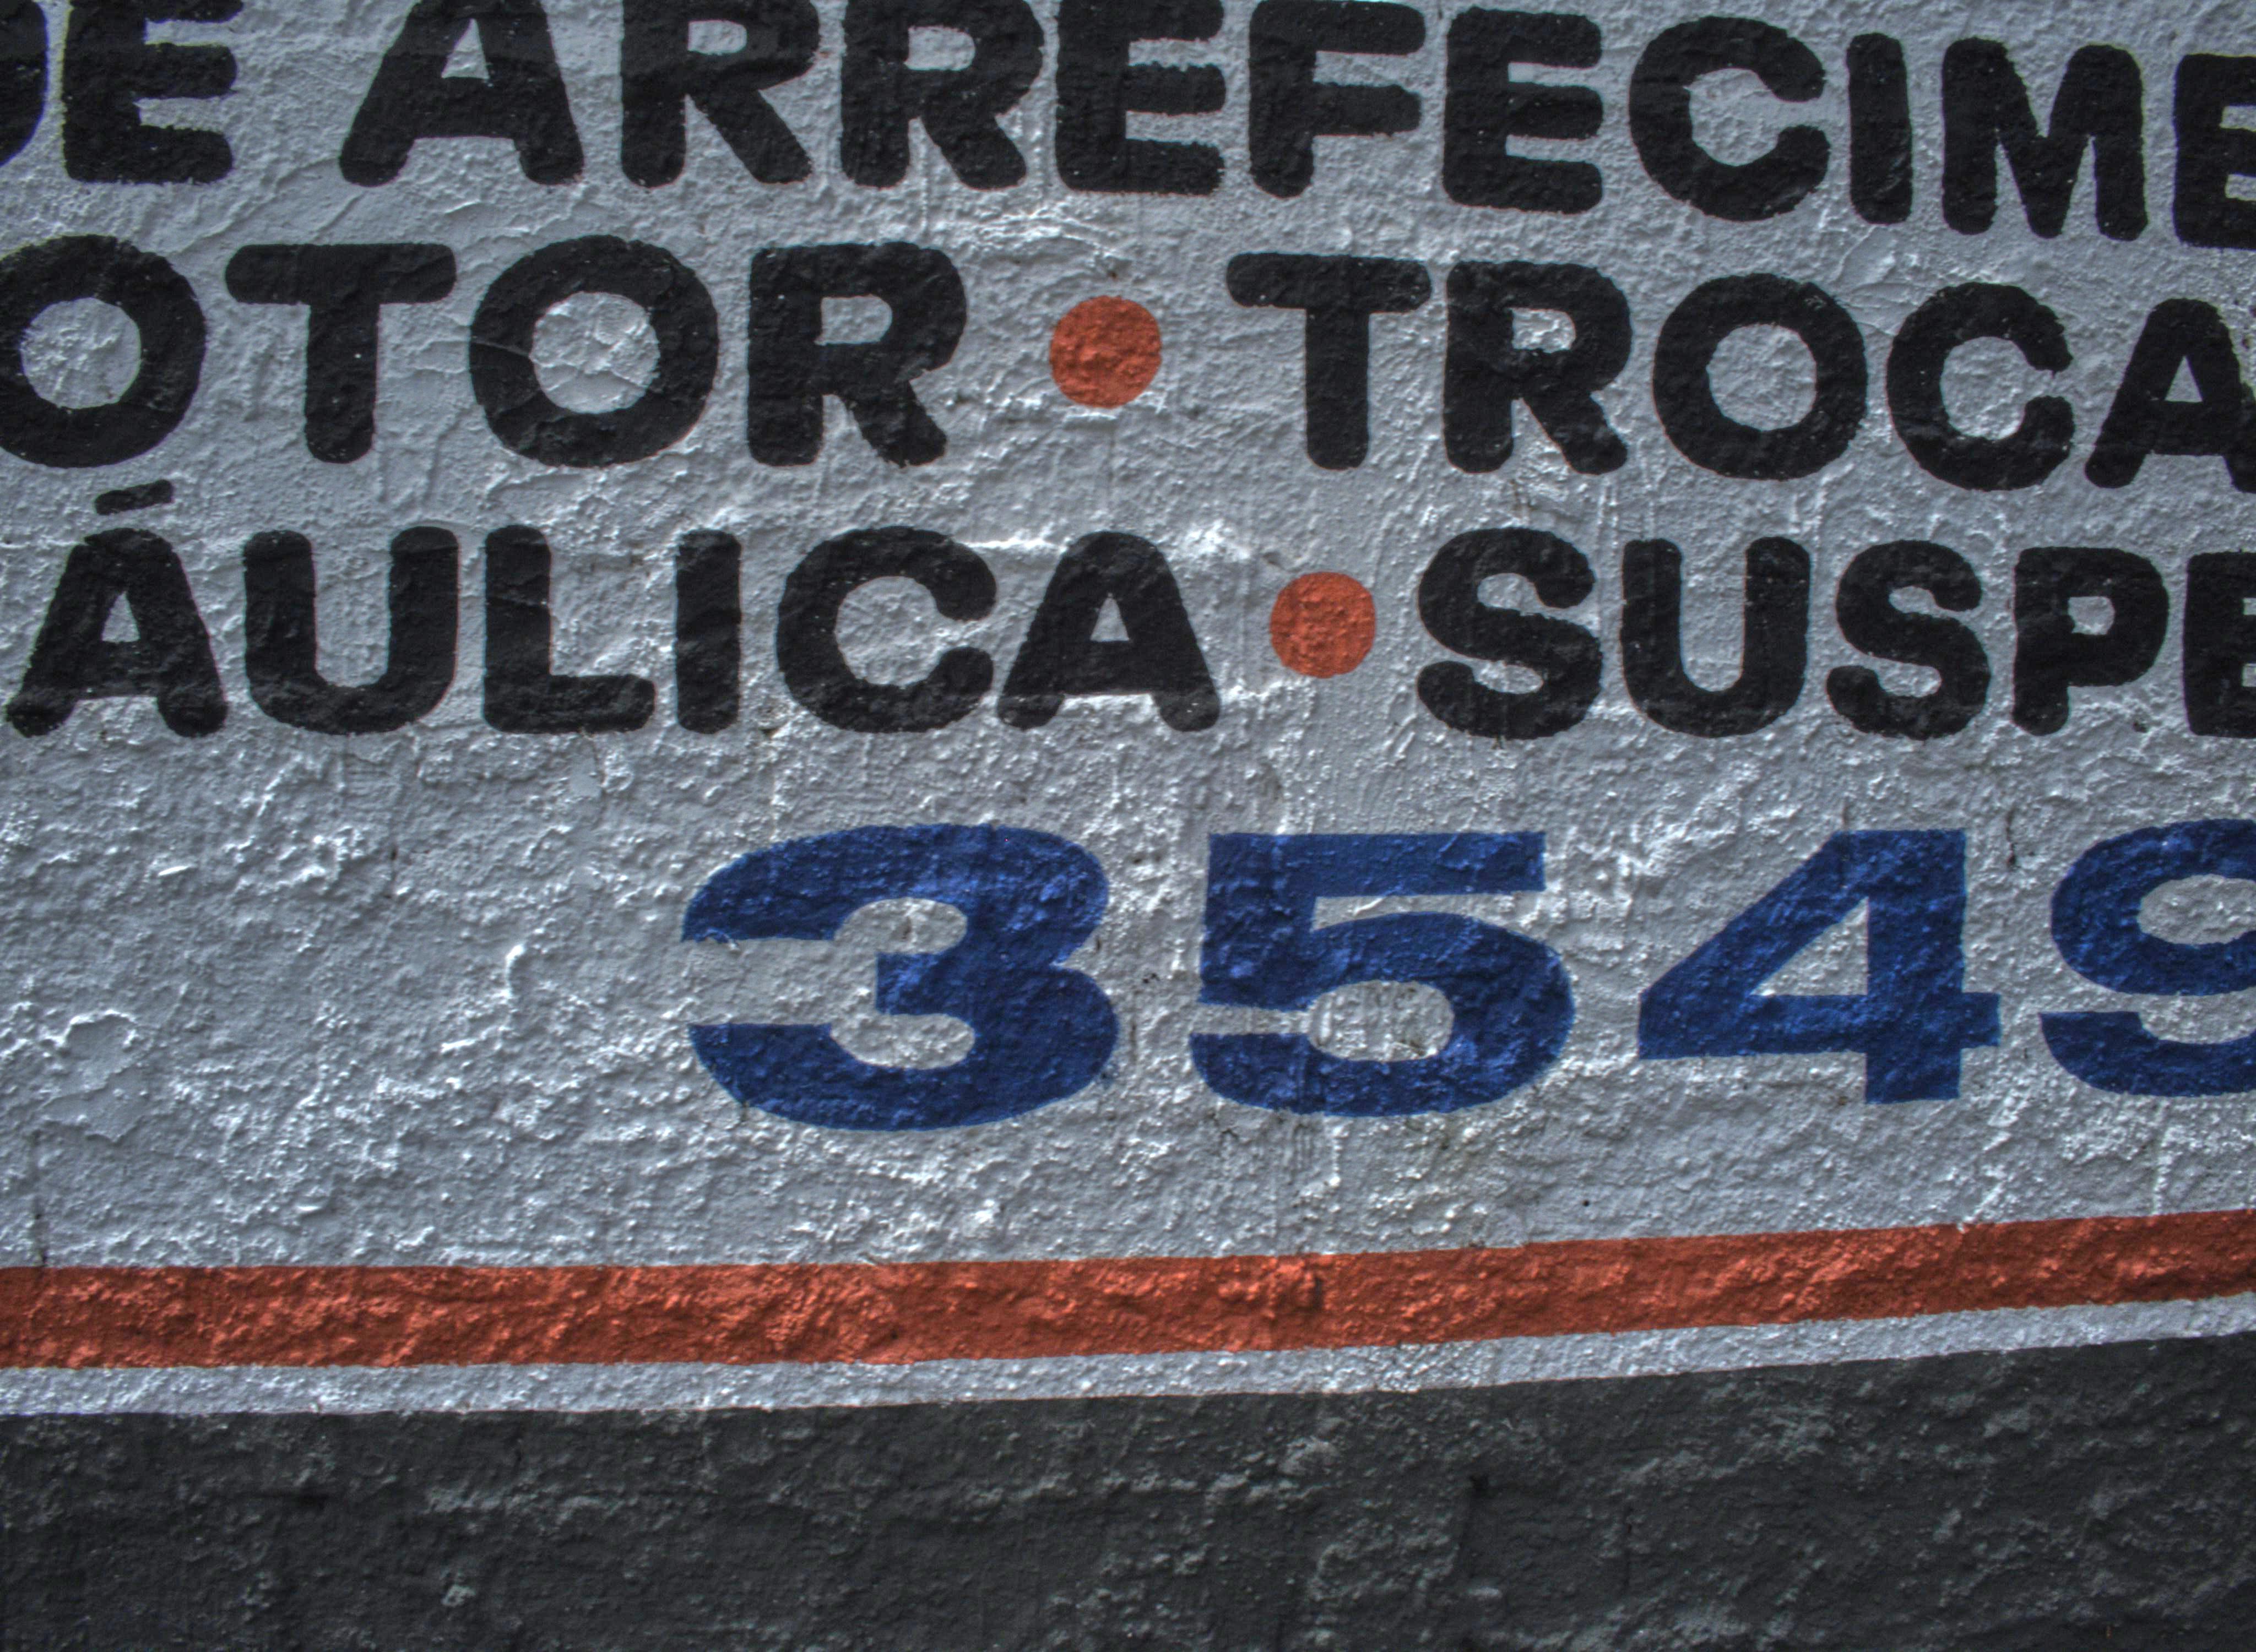 DE ARREFECIME
OTOR • TROCA
ÁULICA • SUSPE
3549